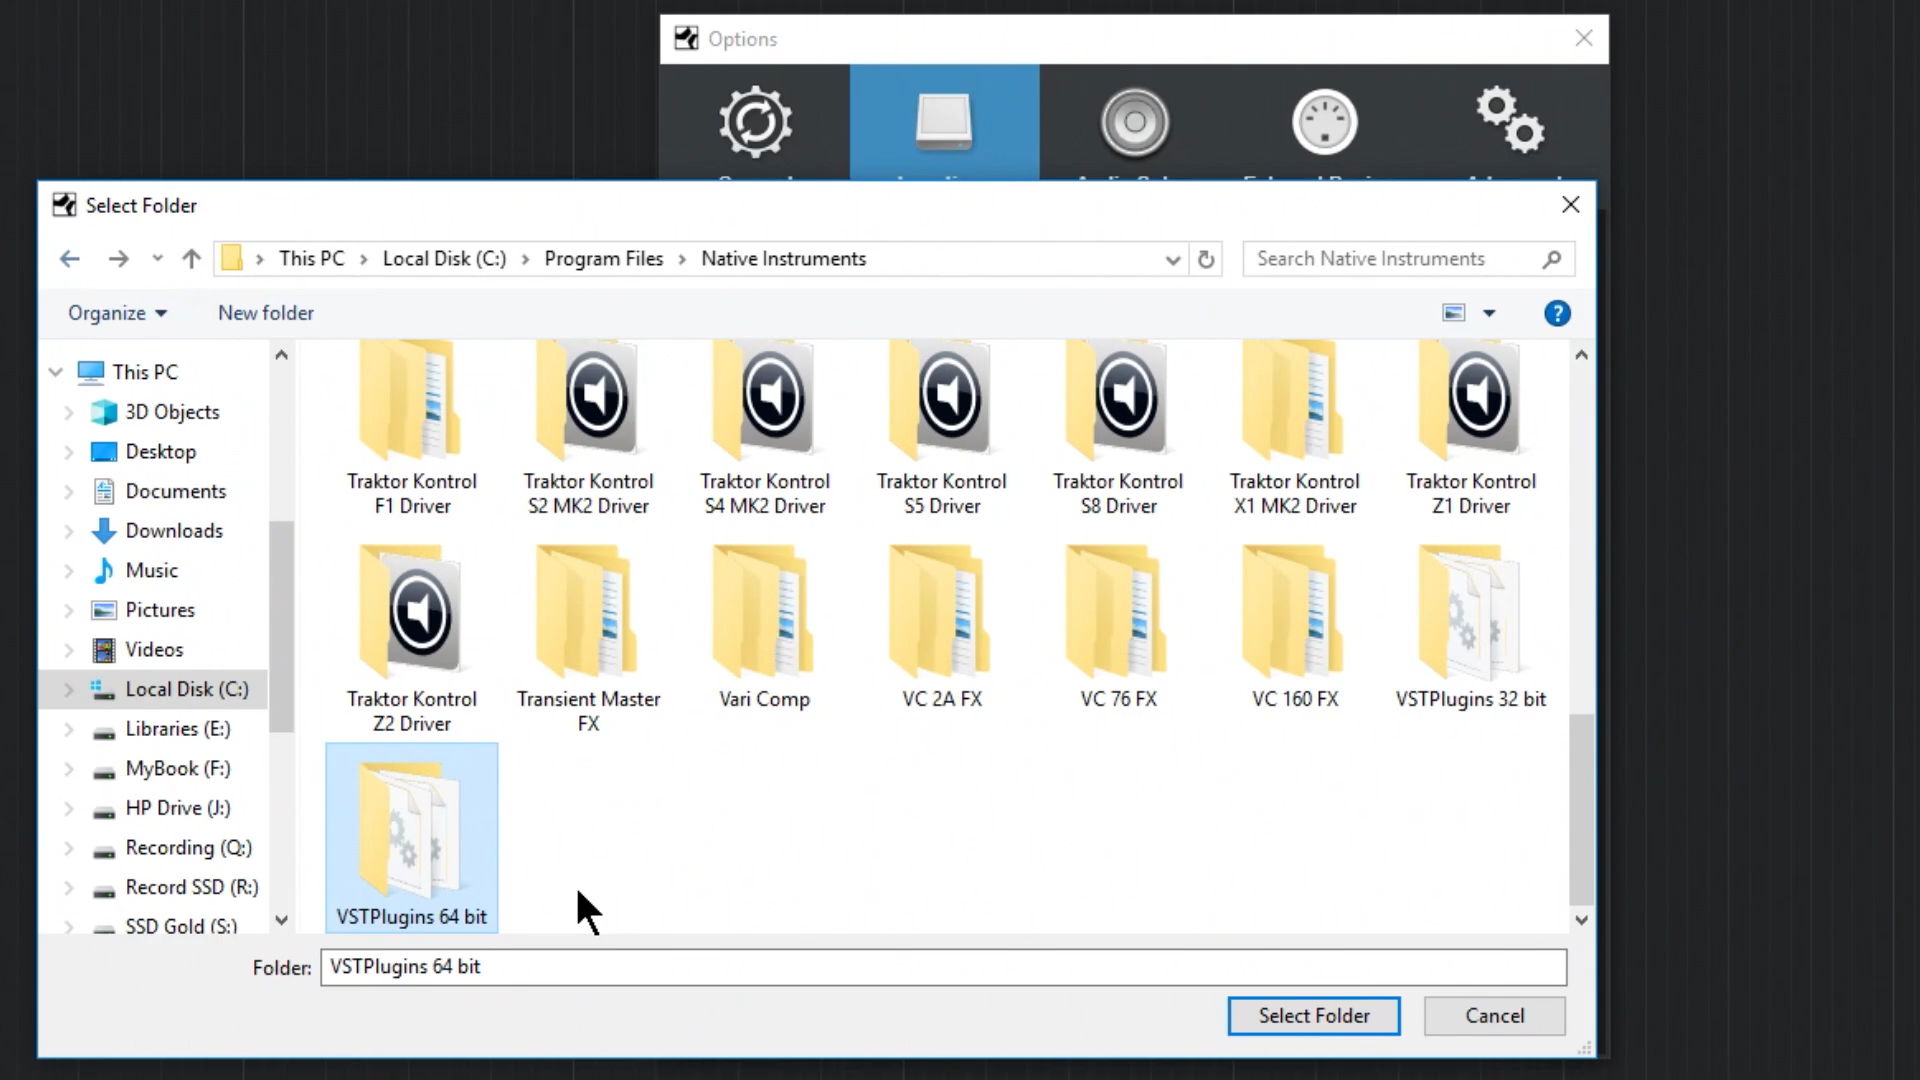 Options
Select Folder
This PC > Local Disk (C:) > Program Files > Native Instruments
Search Native Instruments
Organize
New folder
?
This PC
3D Objects
Desktop
Documents
Downloads
Music
Pictures
Videos
Local Disk (C:)
Libraries (E:)
MyBook (F:)
HP Drive (J:)
Recording (Q:)
Record SSD (R:)
SSD Gold (S:)
Traktor Kontrol
F1 Driver
Traktor Kontrol
S2 MK2 Driver
Traktor Kontrol
S4 MK2 Driver
Traktor Kontrol
S5 Driver
Traktor Kontrol
S8 Driver
Traktor Kontrol
X1 MK2 Driver
Traktor Kontrol
Z1 Driver
Traktor Kontrol
Z2 Driver
Transient Master
FX
Vari Comp
VC 2A FX
VC 76 FX
VC 160 FX
VSTPlugins 32 bit
VSTPlugins 64 bit
Folder: VSTPlugins 64 bit
Select Folder
Cancel